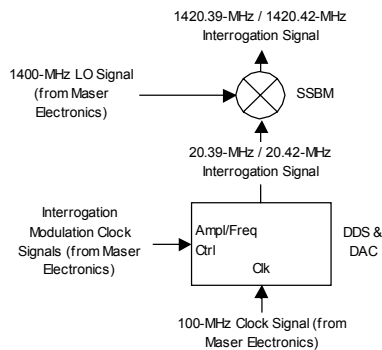 1420.39-MHz / 1420.42-MHz
Interrogation Signal
1400-MHz LO Signal
(from Maser
Electronics)
SSBM
20.39-MHz / 20.42-MHz
Interrogation Signal
Interrogation
Modulation Clock
Signals (from Maser
Electronics)
Ampl/Freq
Ctrl
Clk
DDS &
DAC
100-MHz Clock Signal (from
Maser Electronics)